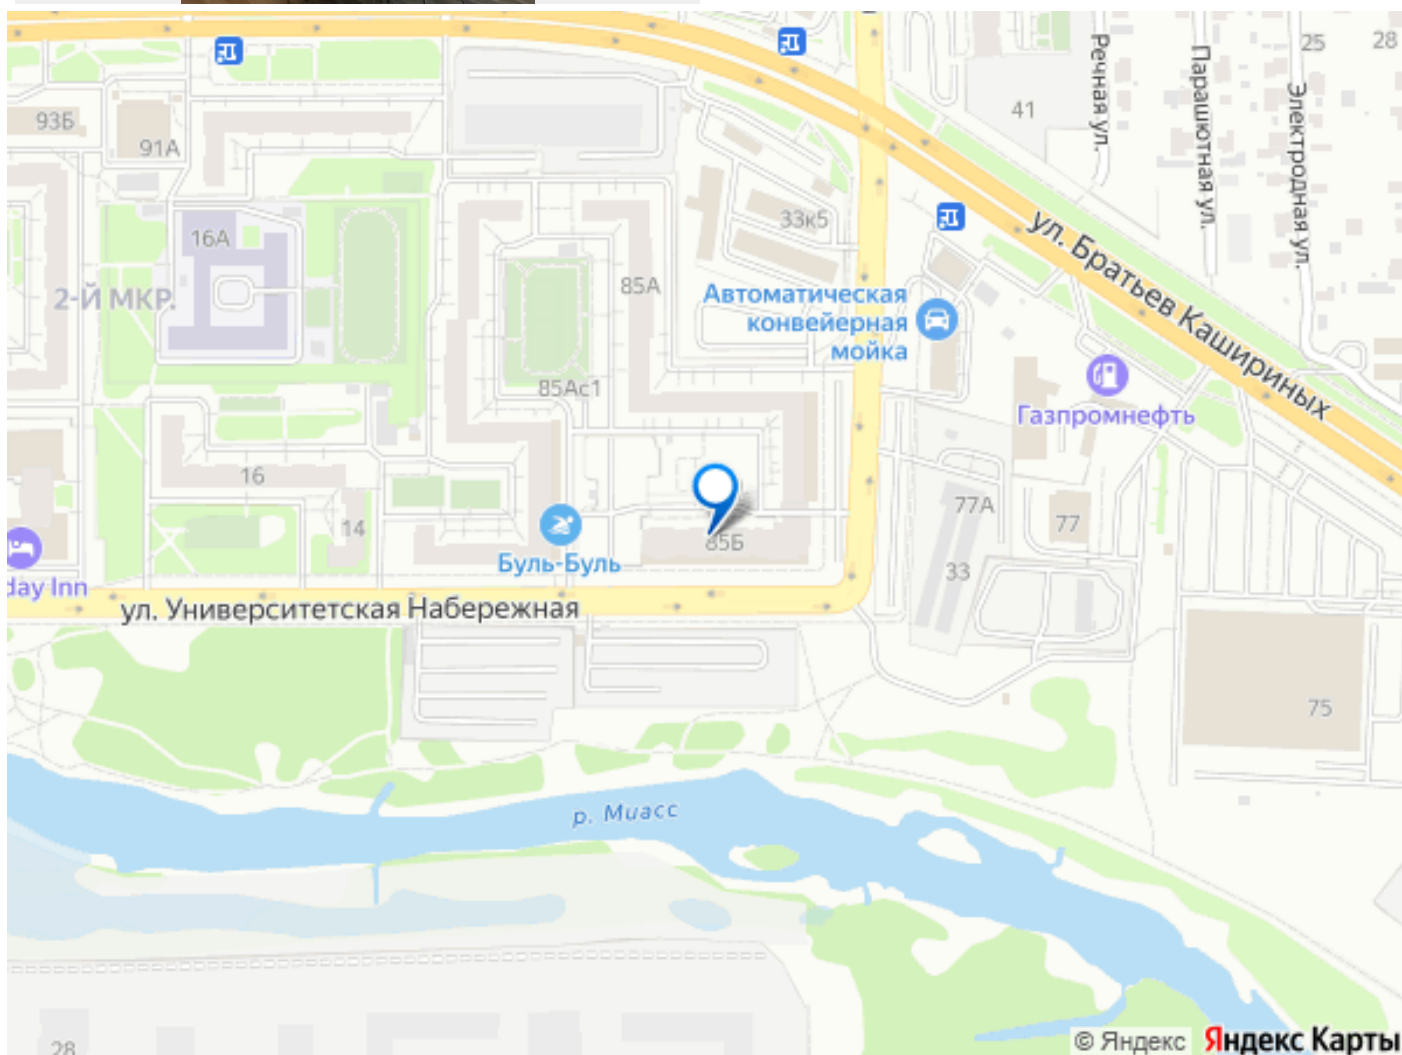 Речная ул.
Парашютная ул.
Электродная ул.
25
28
41
93Б
91А
33к5
ул. Братьев Кашириных
16А
2-Й МКР.
85А
Автоматическая
конвейерная
мойка
Газпромнефть
85Ас1
16
14
77А
77
33
Буль-Буль
85Б
day Inn
ул. Университетская Набережная
75
р. Миасс
28
© Яндекс Яндекс Карты